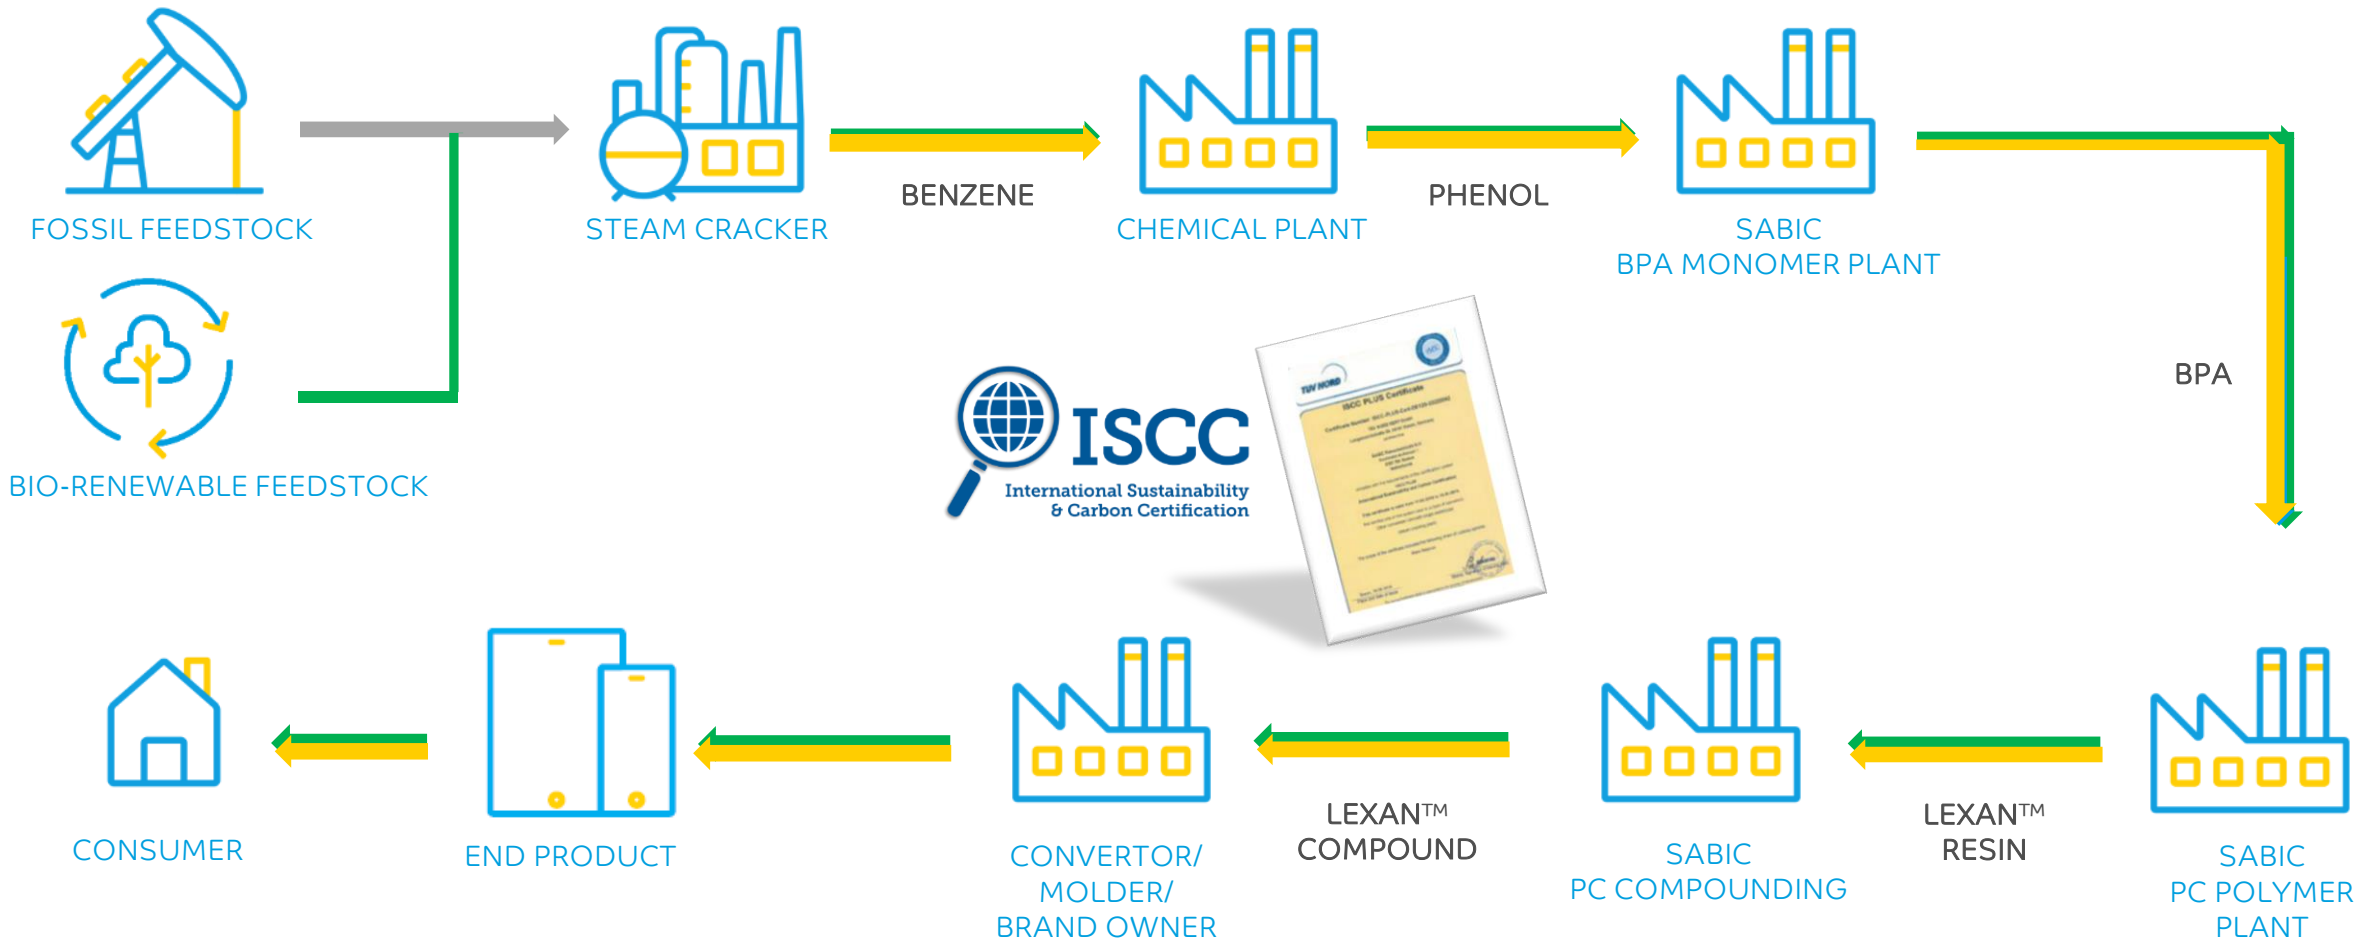 FOSSIL FEEDSTOCK
STEAM CRACKER
BENZENE
CHEMICAL PLANT
PHENOL
SABIC
BPA MONOMER PLANT
BIO-RENEWABLE FEEDSTOCK
BPA
ISCC
International Sustainability
& Carbon Certification
TUV NORD
ISCC PLUS Certificate
CONSUMER
END PRODUCT
CONVERTOR/
MOLDER/
BRAND OWNER
LEXAN™
COMPOUND
SABIC
PC COMPOUNDING
LEXAN™
RESIN
SABIC
PC POLYMER
PLANT